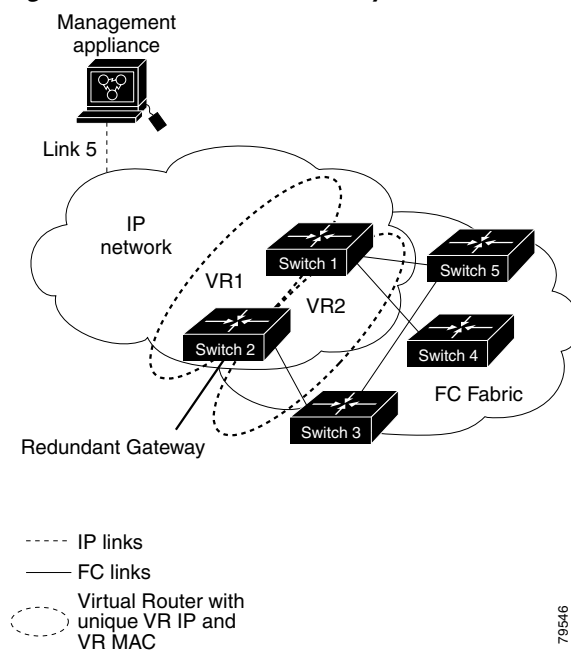 Management
appliance
Link 5
IP
network
Switch 1
Switch 5
VR1
VR2
Switch 2
Switch 4
FC Fabric
Switch 3
Redundant Gateway
IP links
FC links
Virtual Router with
unique VR IP and
VR MAC
79546